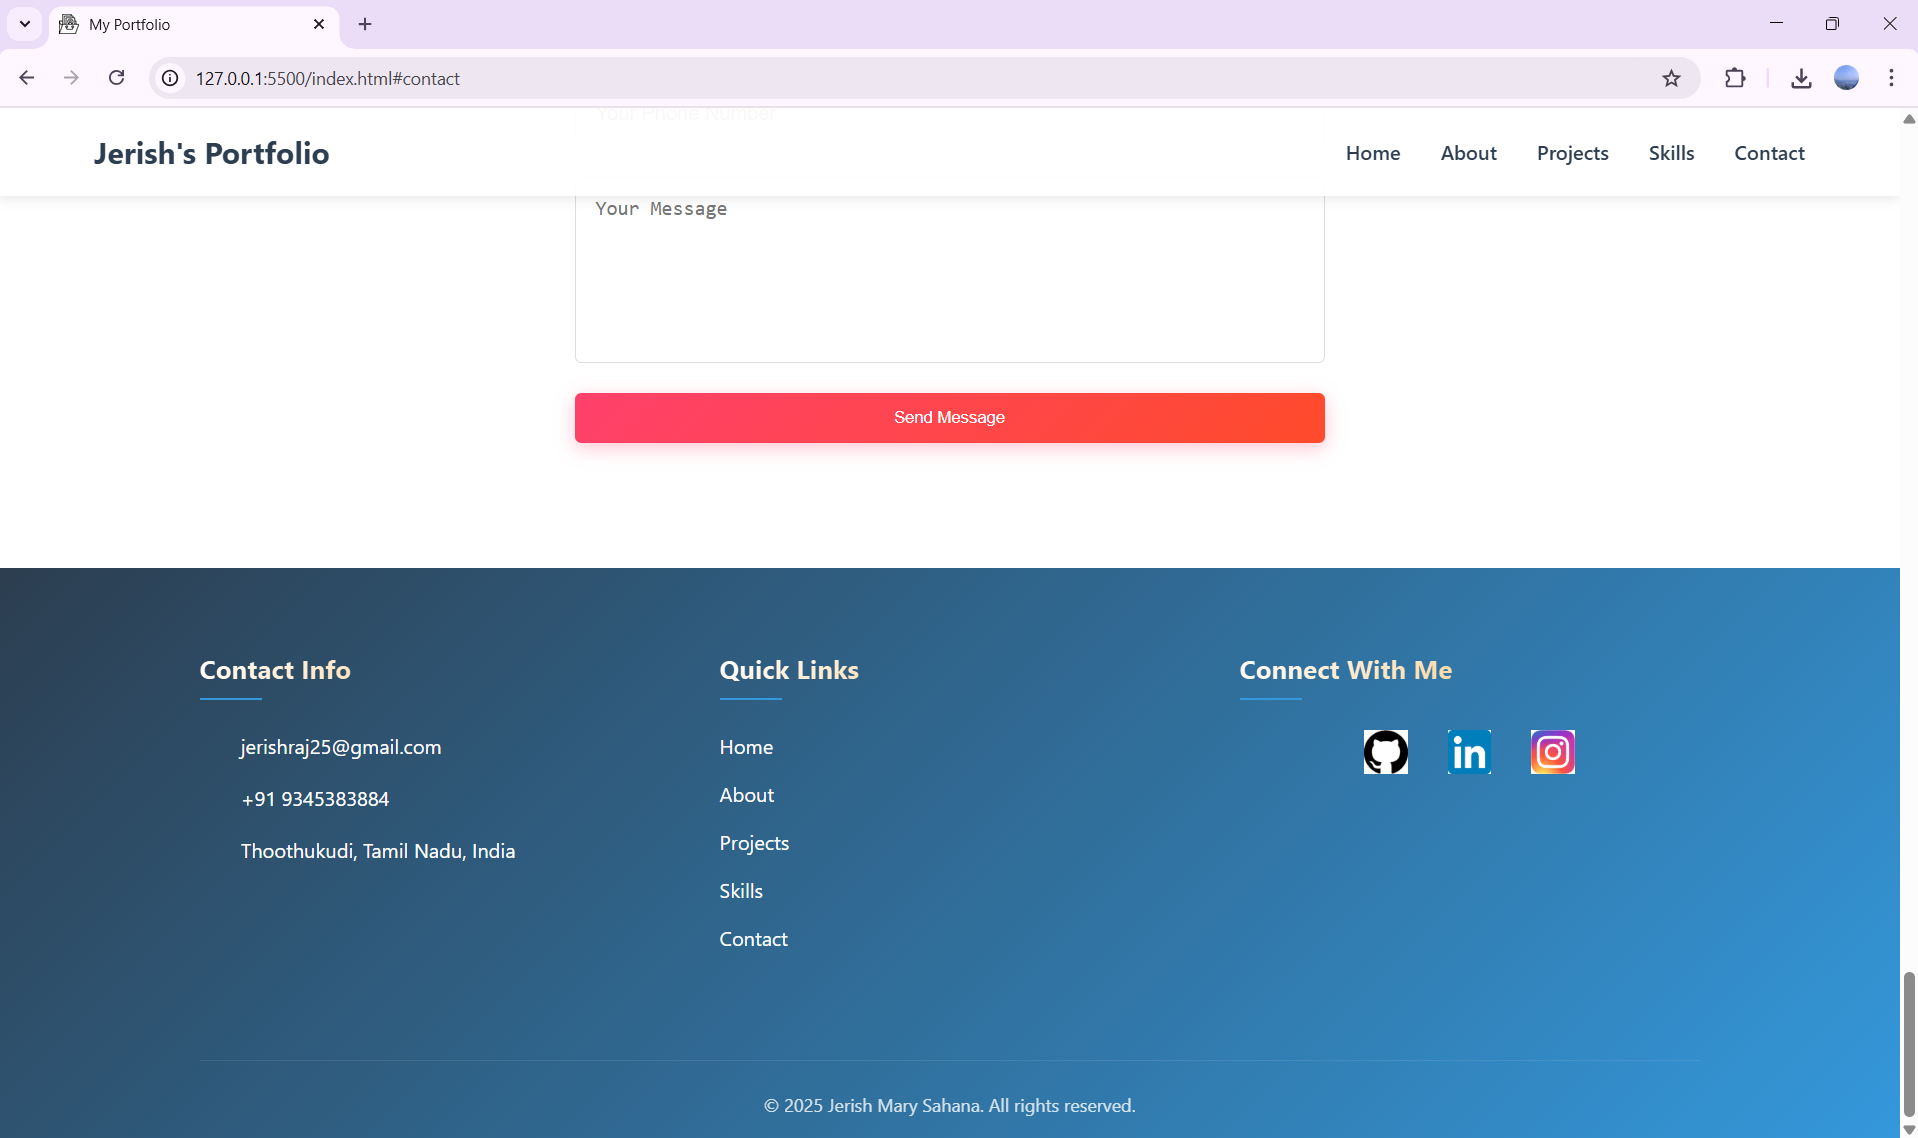 My Portfolio
127.0.0.1:5500/index.html#contact
Your Phone Number
Jerish's Portfolio
Home About Projects Skills Contact
Your Message
Send Message
Contact Info
jerishraj25@gmail.com
+91 9345383884
Thoothukudi, Tamil Nadu, India
Quick Links
Home
About
Projects
Skills
Contact
Connect With Me
in
© 2025 Jerish Mary Sahana. All rights reserved.